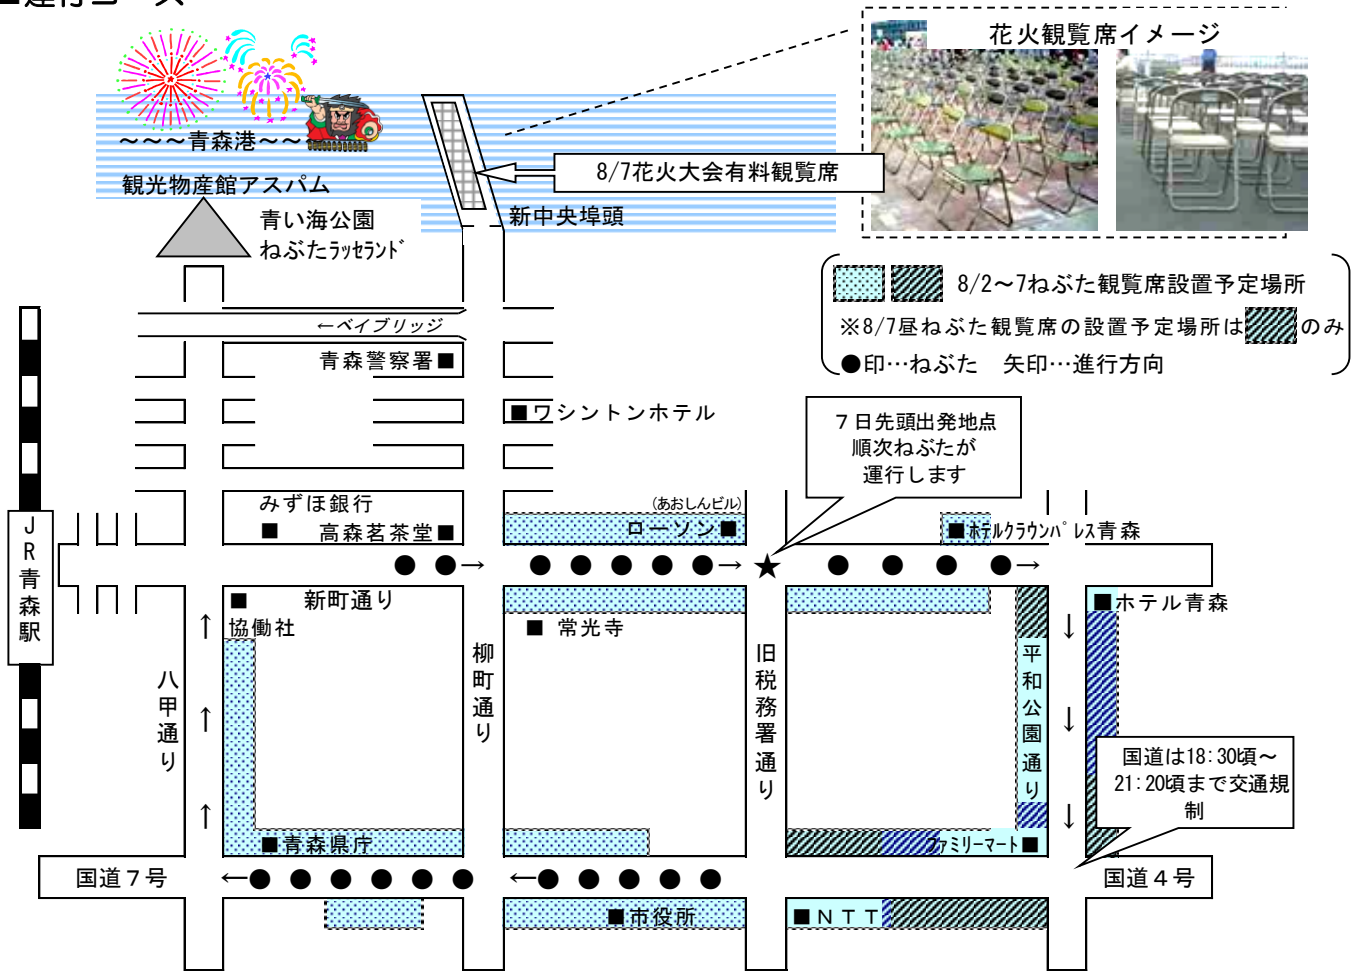 ■運行コース
花火観覧席イメージ
～～～青森港～～
8/7花火大会有料観覧席
観光物産館アスパム
新中央埠頭
青い海公園
ねぶたﾗｯｾﾗﾝﾄﾞ
8/2～7ねぶた観覧席設置予定場所
※8/7昼ねぶた観覧席の設置予定場所は のみ
●印…ねぶた 矢印…進行方向
←ベイブリッジ
青森警察署■
■ワシントンホテル
７日先頭出発地点
順次ねぶたが
運行します
みずほ銀行
■
高森茗茶堂■
(あおしんビル)
ローソン■
■ﾎﾃﾙｸﾗｳﾝﾊﾟﾚｽ青森
ＪＲ青森駅
■
協働社
新町通り
■ 常光寺
■ホテル青森
八甲通り
柳町通り
旧税務署通り
平和公園通り
国道は18:30頃～
21:20頃まで交通規
制
■青森県庁
ﾌｧﾐﾘｰﾏｰﾄ■
国道７号
国道４号
■市役所
■ＮＴＴ